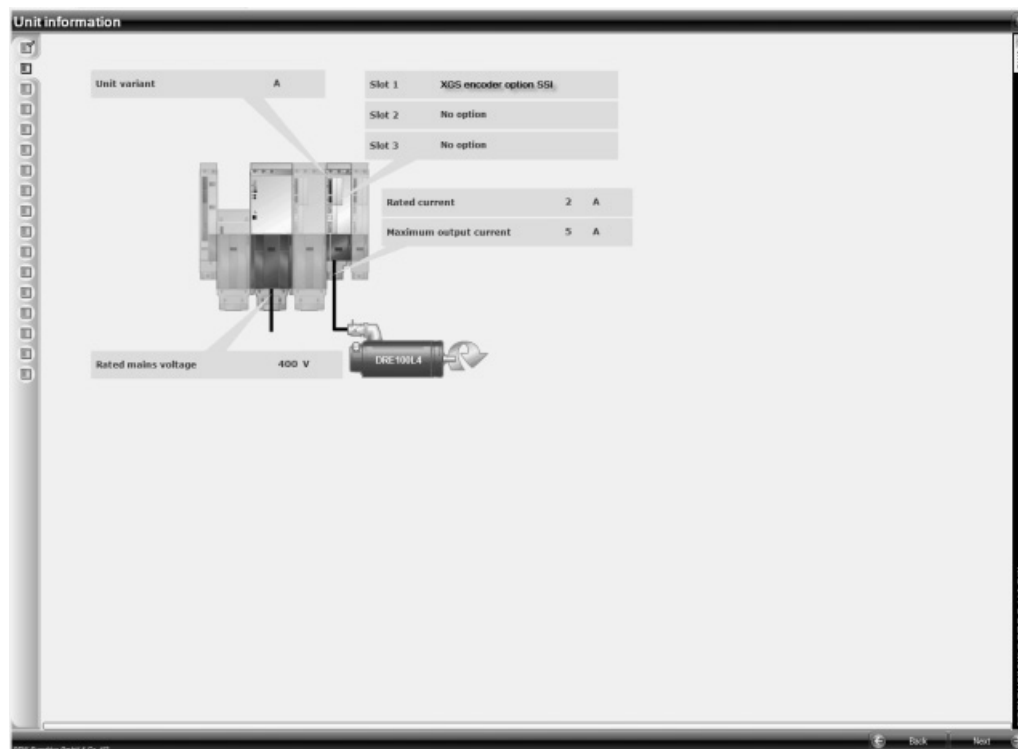 Unit information
Unit variant A
Slot 1 XGS encoder option SSI
Slot 2 No option
Slot 3 No option
Rated current 2 A
Maximum output current 5 A
DRE100L4
Rated mains voltage 400 V
Back Next